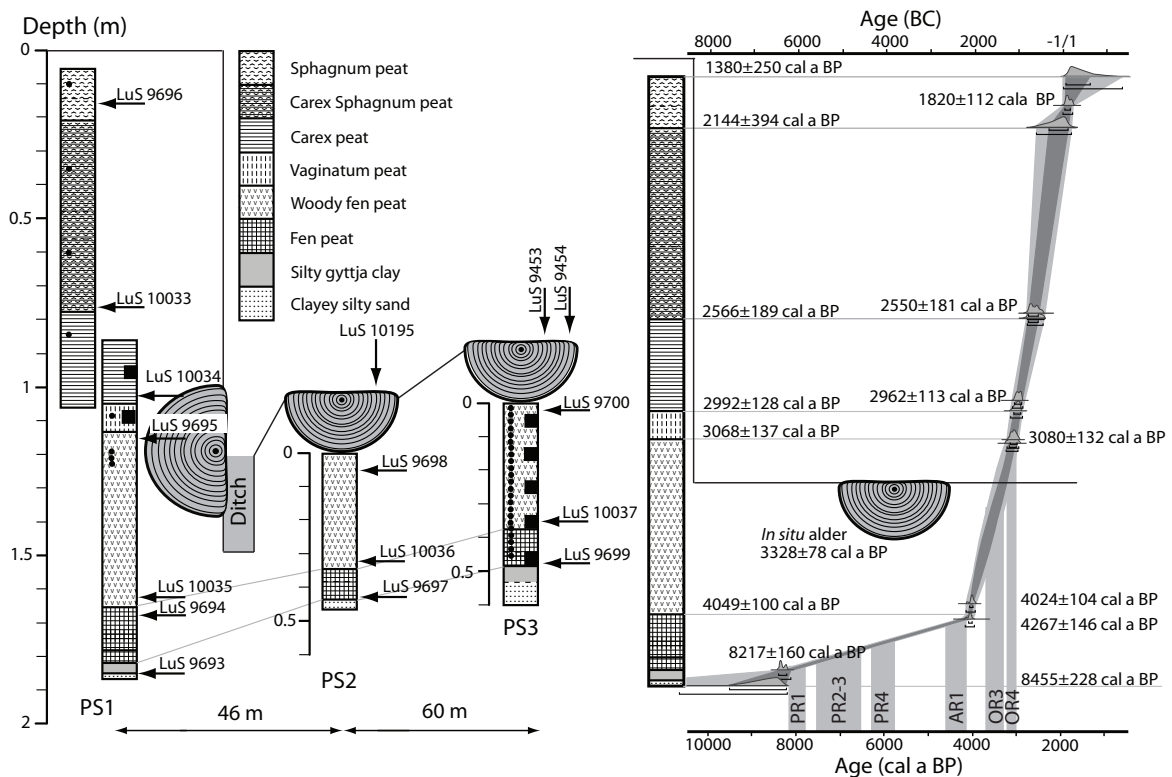 Depth (m)
0
0.5
1
1.5
2
LuS 9696
LuS 10033
LuS 10034
LuS 9695
LuS 10035
LuS 9694
LuS 9693
PS1
Sphagnum peat
Carex Sphagnum peat
Carex peat
Vaginatum peat
Woody fen peat
Fen peat
Silty gyttja clay
Clayey silty sand
Ditch
LuS 10195
0
LuS 9698
LuS 10036
LuS 9697
0.5
PS2
LuS 9453
LuS 9454
0
LuS 9700
LuS 10037
LuS 9699
0.5
PS3
46 m
60 m
Age (BC)
8000
6000
4000
2000
-1/1
1380±250 cal a BP
1820±112 cala BP
2144±394 cal a BP
2566±189 cal a BP
2550±181 cal a BP
2992±128 cal a BP
2962±113 cal a BP
3068±137 cal a BP
3080±132 cal a BP
In situ alder
3328±78 cal a BP
4049±100 cal a BP
4024±104 cal a BP
4267±146 cal a BP
8217±160 cal a BP
8455±228 cal a BP
PR1
PR2-3
PR4
AR1
OR3
OR4
10000
8000
6000
4000
2000
Age (cal a BP)